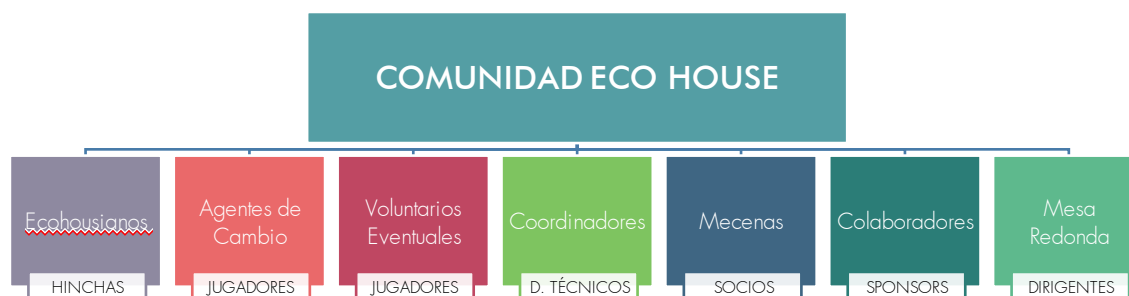 COMUNIDAD ECO HOUSE
Ecohousianos
HINCHAS
Agentes de
Cambio
JUGADORES
Voluntarios
Eventuales
JUGADORES
Coordinadores
D. TÉCNICOS
Mecenas
SOCIOS
Colaboradores
SPONSORS
Mesa
Redonda
DIRIGENTES